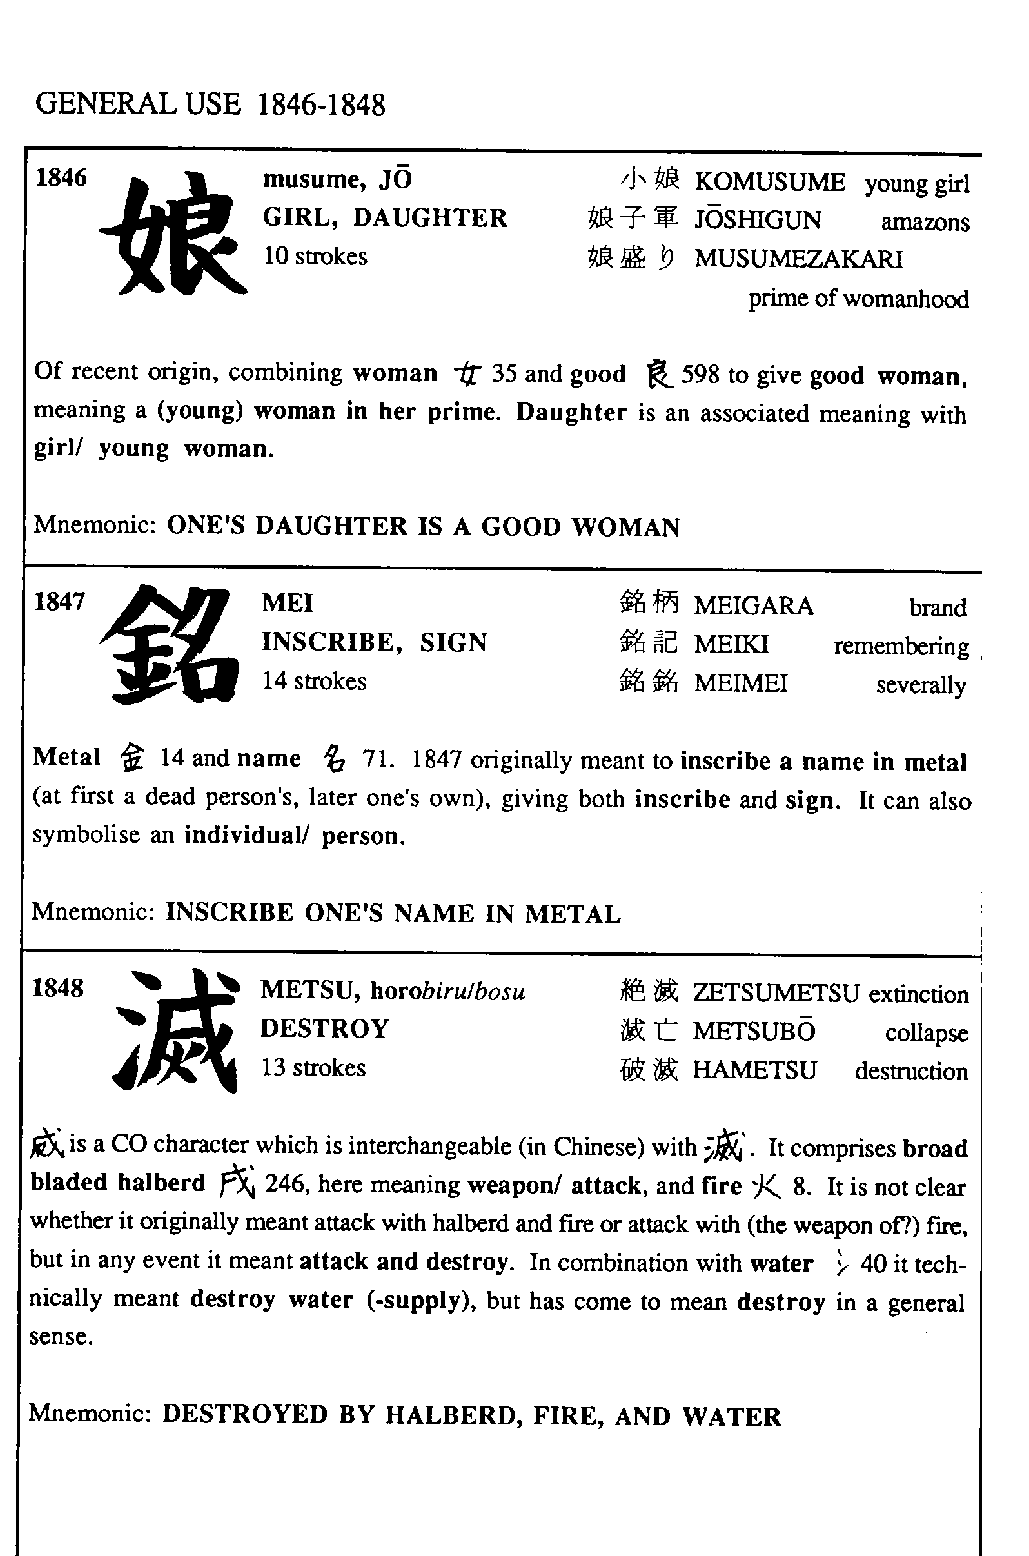 GENERAL USE 1846-1848
1846 娘 musume, JŌ 小娘 KOMUSUME young girl
GIRL, DAUGHTER 娘子軍 JŌSHIGUN amazons
10 strokes 娘盛り MUSUMEZAKARI
prime of womanhood
Of recent origin, combining woman 女 35 and good 良 598 to give good woman,
meaning a (young) woman in her prime. Daughter is an associated meaning with
girl/ young woman.
Mnemonic: ONE'S DAUGHTER IS A GOOD WOMAN
1847 銘 MEI 銘柄 MEIGARA brand
INSCRIBE, SIGN 銘記 MEIKI remembering
14 strokes 銘銘 MEIMEI severally
Metal 金 14 and name 名 71. 1847 originally meant to inscribe a name in metal
(at first a dead person's, later one's own), giving both inscribe and sign. It can also
symbolise an individual/ person.
Mnemonic: INSCRIBE ONE'S NAME IN METAL
1848 滅 METSU, horobiru/bosu 絶滅 ZETSUMETSU extinction
DESTROY 滅亡 METSUBŌ collapse
13 strokes 破滅 HAMETSU destruction
烕 is a CO character which is interchangeable (in Chinese) with 滅. It comprises broad
bladed halberd 戌 246, here meaning weapon/ attack, and fire 火 8. It is not clear
whether it originally meant attack with halberd and fire or attack with (the weapon of?) fire,
but in any event it meant attack and destroy. In combination with water 氵 40 it tech-
nically meant destroy water (-supply), but has come to mean destroy in a general
sense.
Mnemonic: DESTROYED BY HALBERD, FIRE, AND WATER